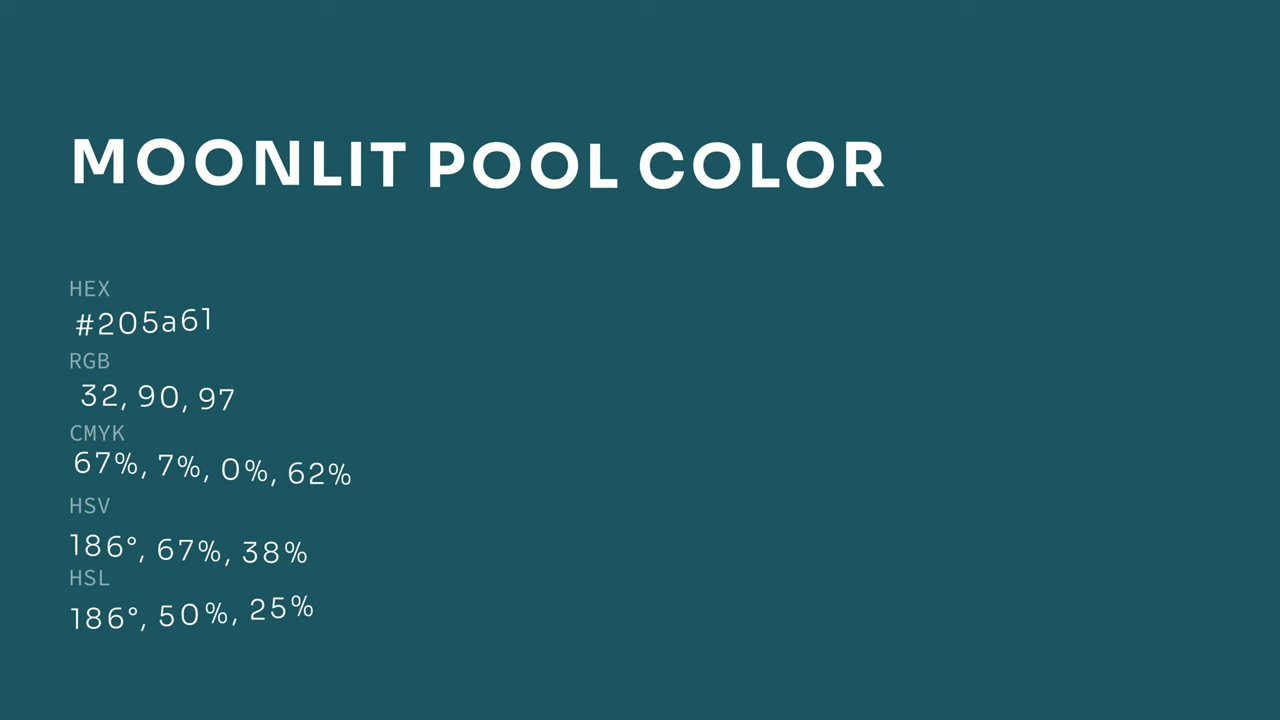 MOONLIT POOL COLOR
HEX
#205a61
RGB
32, 90, 97
CMYK
67%, 7%, 0%, 62%
HSV
186°, 67%, 38%
HSL
186°, 50%, 25%